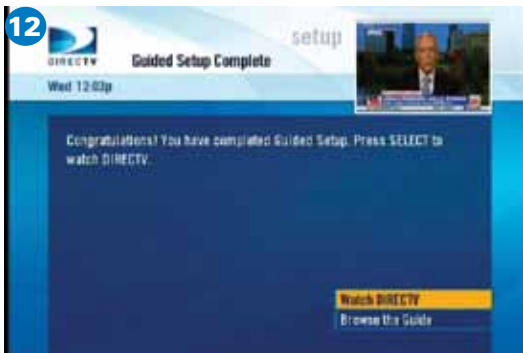 12
setup
DIRECTV
Guided Setup Complete
Wed 12:03p
Congratulations! You have completed Guided Setup. Press SELECT to
watch DIRECTV.
Watch DIRECTV
Browse the Guide